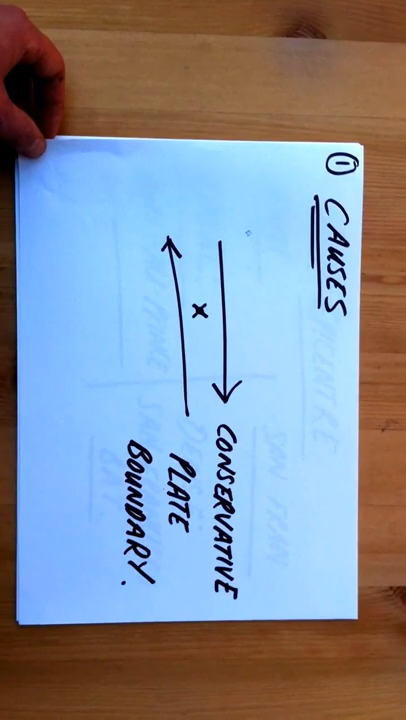 ① CAUSES
x
CONSERVATIVE
PLATE
BOUNDARY.